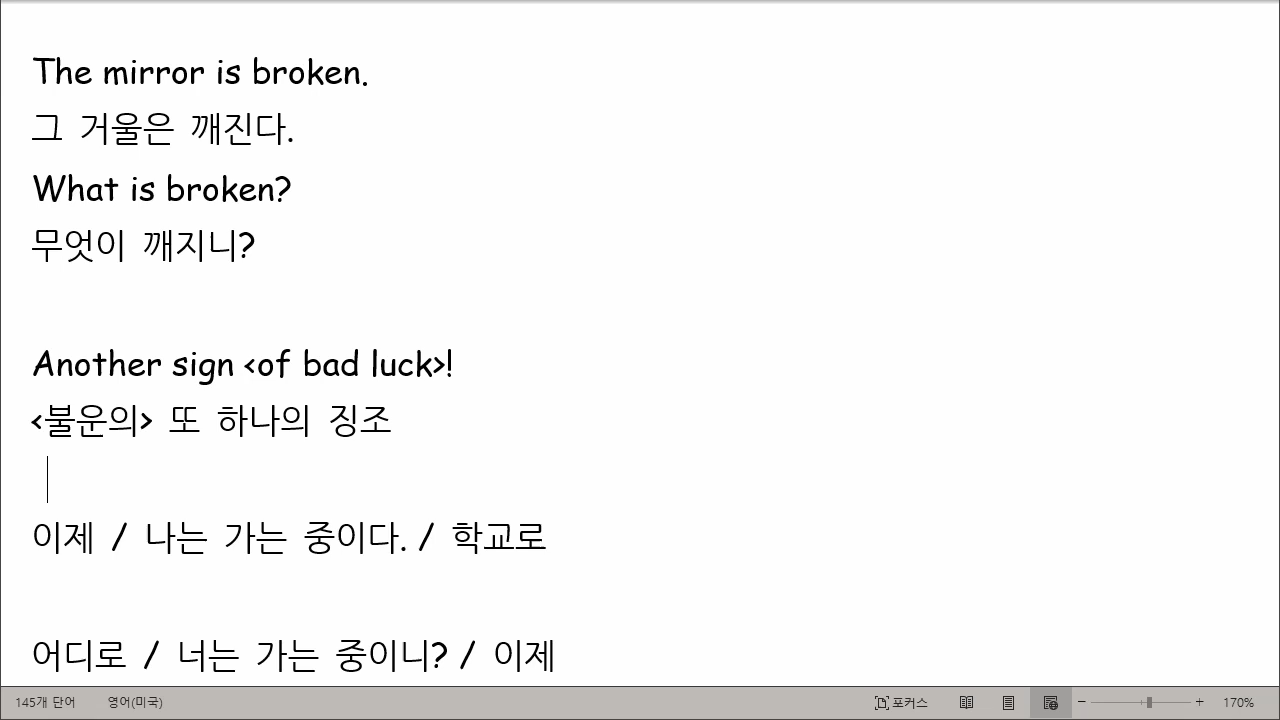 The mirror is broken.
그 거울은 깨진다.
What is broken?
무엇이 깨지니?
Another sign <of bad luck>!
<불운의> 또 하나의 징조
이제 / 나는 가는 중이다. / 학교로
어디로 / 너는 가는 중이니? / 이제
145개 단어 영어(미국) 포커스 170%